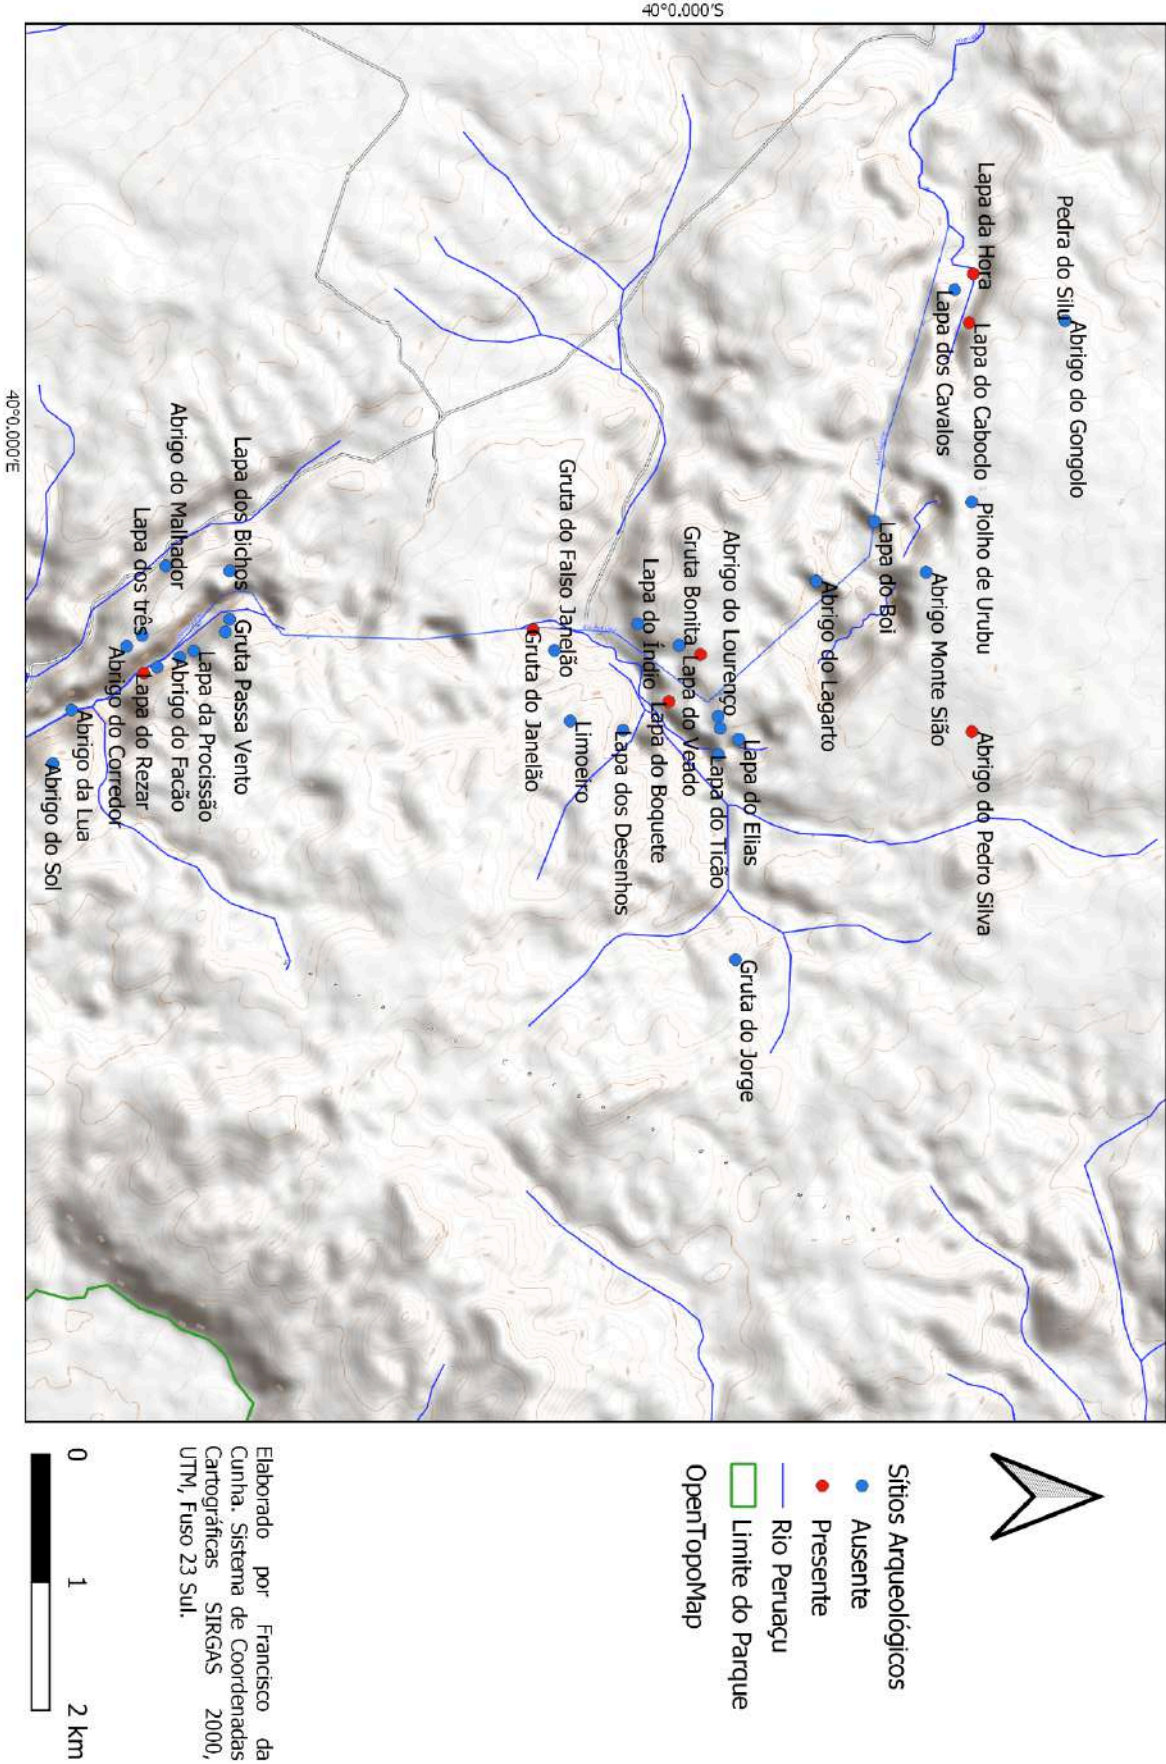 40°0.000'S
40°0.000'E
Pedra do Silu
Abrigo do Gongolo
Lapa da Hora
Lapa do Caboclo
Piolho de Urubu
Abrigo do Pedro Silva
Lapa dos Cavalos
Abrigo Monte Sião
Lapa do Boi
Abrigo do Lagarto
Lapa do Elias
Gruta do Jorge
Abrigo do Lourenço
Lapa do Ticão
Gruta Bonita
Lapa do Veado
Lapa do Índio
Lapa do Boquete
Lapa dos Desenhos
Limoeiro
Gruta do Falso Janelão
Gruta do Janelão
Lapa dos Bichos
Gruta Passa Vento
Lapa da Procissão
Abrigo do Malhador
Abrigo do Facão
Lapa dos três
Lapa do Rezar
Abrigo do Corredor
Abrigo da Lua
Abrigo do Sol
Sítios Arqueológicos
Ausente
Presente
Rio Peruaçu
Limite do Parque
OpenTopoMap
Elaborado por Francisco da
Cunha. Sistema de Coordenadas
Cartográficas SIRGAS 2000,
UTM, Fuso 23 Sul.
0 1 2 km